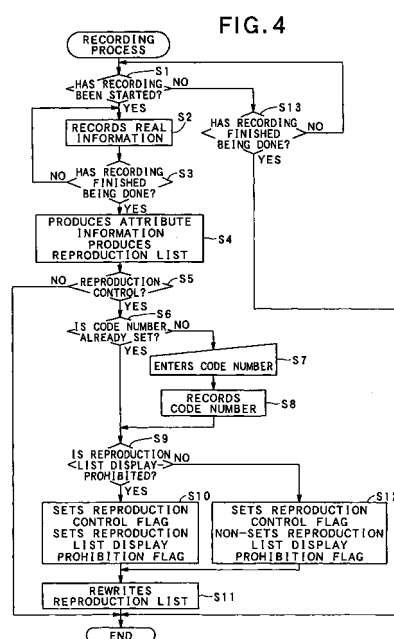 FIG.4
RECORDING
PROCESS
S1
HAS RECORDING
BEEN STARTED?
NO
YES
S13
HAS RECORDING
FINISHED
BEING DONE?
NO
YES
S2
RECORDS REAL
INFORMATION
S3
HAS RECORDING
FINISHED
BEING DONE?
NO
YES
PRODUCES ATTRIBUTE
INFORMATION
PRODUCES
REPRODUCTION LIST
S4
NO
REPRODUCTION
CONTROL?
S5
YES
S6
IS CODE NUMBER
ALREADY SET?
NO
YES
ENTERS CODE NUMBER
S7
RECORDS
CODE NUMBER
S8
S9
IS REPRODUCTION
LIST DISPLAY-
PROHIBITED?
NO
YES
S10
SETS REPRODUCTION
CONTROL FLAG
SETS REPRODUCTION
LIST DISPLAY
PROHIBITION FLAG
S12
SETS REPRODUCTION
CONTROL FLAG
NON-SETS REPRODUCTION
LIST DISPLAY
PROHIBITION FLAG
REWRITES
REPRODUCTION LIST
S11
END